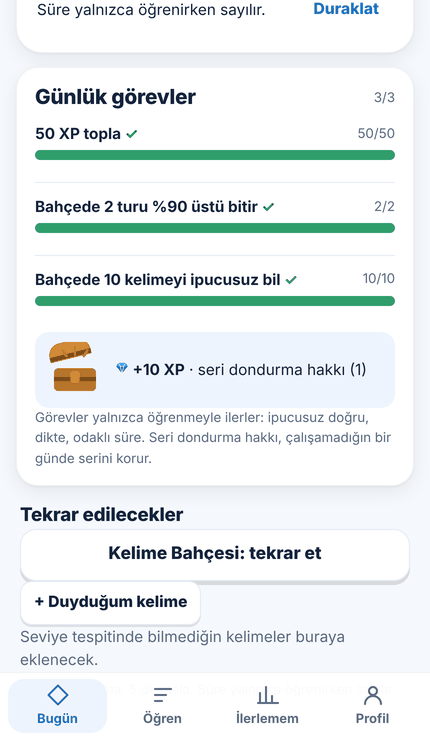 Süre yalnızca öğrenirken sayılır.
Duraklat
Günlük görevler
3/3
50 XP topla ✓
50/50
Bahçede 2 turu %90 üstü bitir ✓
2/2
Bahçede 10 kelimeyi ipucusuz bil ✓
10/10
+10 XP · seri dondurma hakkı (1)
Görevler yalnızca öğrenmeyle ilerler: ipucusuz doğru,
dikte, odaklı süre. Seri dondurma hakkı, çalışamadığın bir
günde serini korur.
Tekrar edilecekler
Kelime Bahçesi: tekrar et
+ Duyduğum kelime
Seviye tespitinde bilmediğin kelimeler buraya
eklenecek.
Bugün
Öğren
İlerlemem
Profil